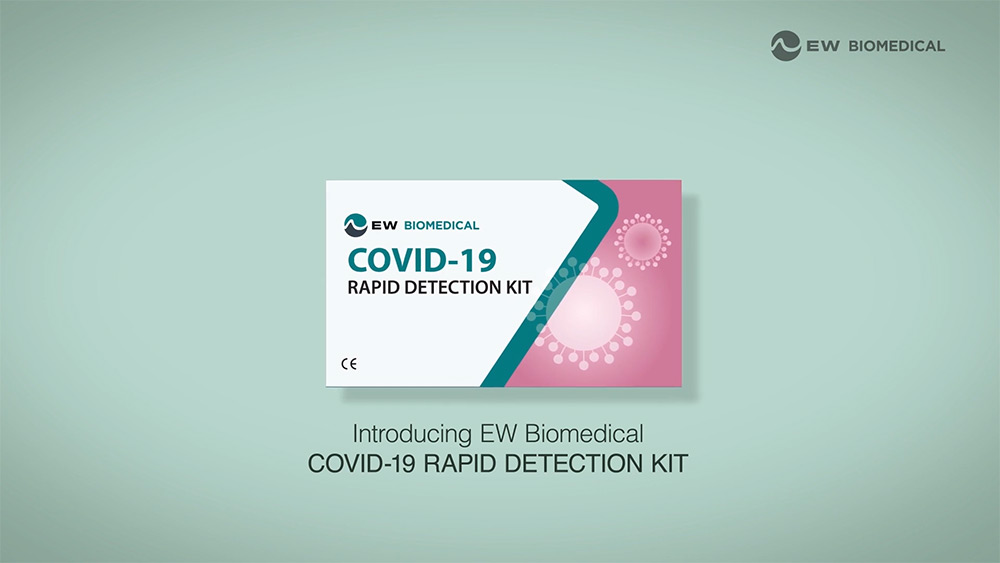 EW BIOMEDICAL
EW BIOMEDICAL
COVID-19
RAPID DETECTION KIT
CE
Introducing EW Biomedical
COVID-19 RAPID DETECTION KIT